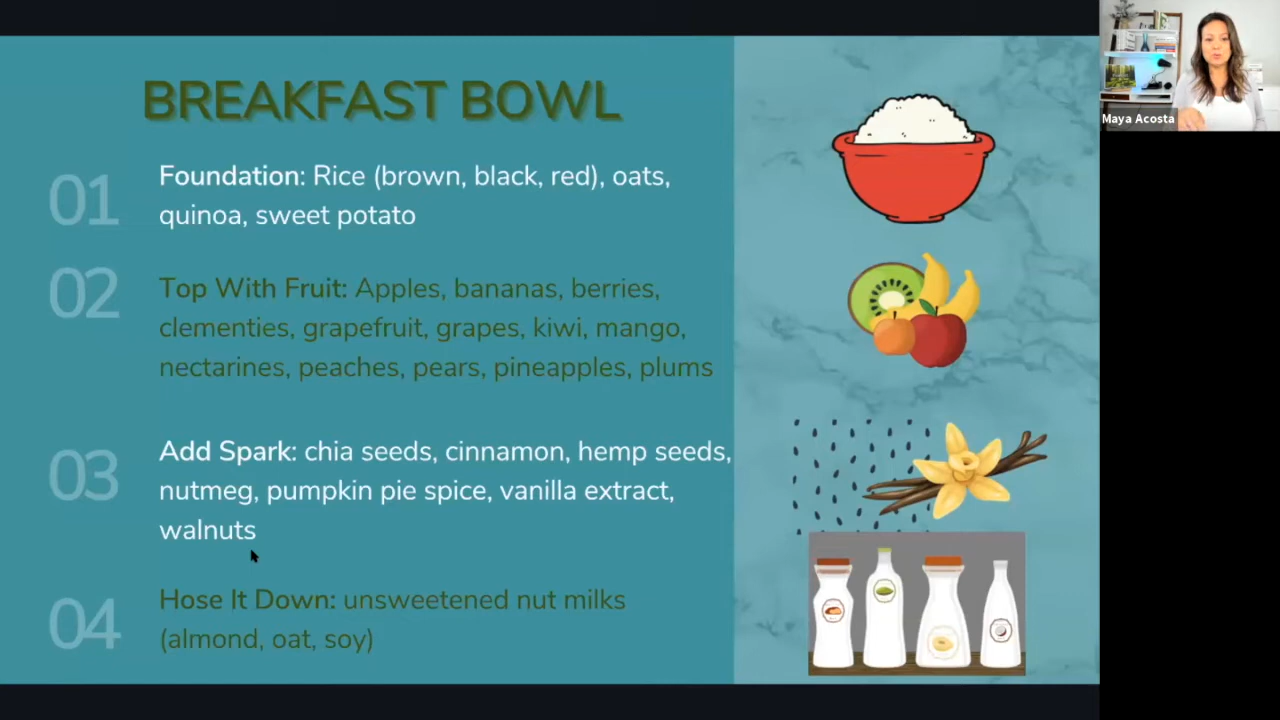 BREAKFAST BOWL
01
Foundation: Rice (brown, black, red), oats,
quinoa, sweet potato
02
Top With Fruit: Apples, bananas, berries,
clementies, grapefruit, grapes, kiwi, mango,
nectarines, peaches, pears, pineapples, plums
03
Add Spark: chia seeds, cinnamon, hemp seeds,
nutmeg, pumpkin pie spice, vanilla extract,
walnuts
04
Hose It Down: unsweetened nut milks
(almond, oat, soy)
Maya Acosta